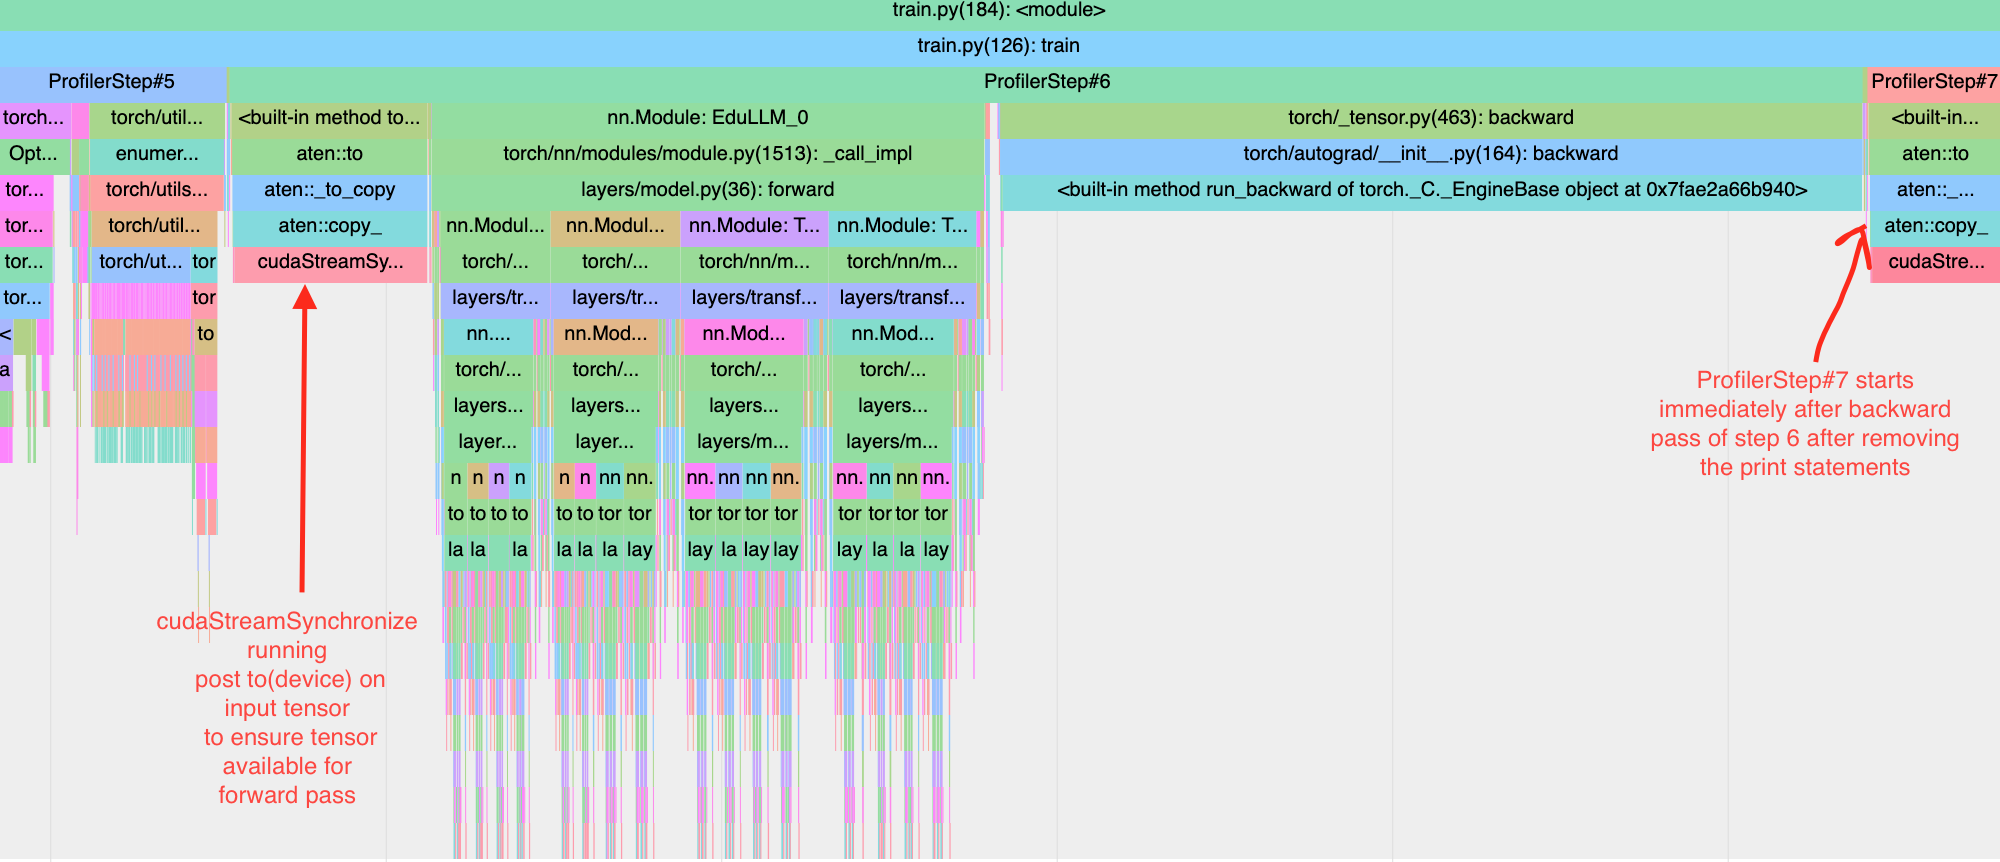 train.py(184): <module>
train.py(126): train
ProfilerStep#5 ProfilerStep#6 ProfilerStep#7
torch... torch/util... <built-in method to... nn.Module: EduLLM_0 torch/_tensor.py(463): backward <built-in...
Opt... enumer... aten::to torch/nn/modules/module.py(1513): _call_impl torch/autograd/__init__.py(164): backward aten::to
tor... torch/utils... aten::_to_copy layers/model.py(36): forward <built-in method run_backward of torch._C._EngineBase object at 0x7fae2a66b940> aten::_...
tor... torch/util... aten::copy_ nn.Modul... nn.Modul... nn.Module: T... nn.Module: T... aten::copy_
tor... torch/ut... tor cudaStreamSy... torch/... torch/... torch/nn/m... torch/nn/m... cudaStre...
tor... tor layers/tr... layers/tr... layers/transf... layers/transf...
< to nn.... nn.Mod... nn.Mod... nn.Mod...
a torch/... torch/... torch/... torch/...
layers... layers... layers... layers...
layer... layer... layers/m... layers/m...
n n n n n n nn nn. nn. nn nn nn. nn. nn nn nn.
to to to to to to tor tor tor tor tor tor tor tor tor tor
la la la la la la lay lay la lay lay lay la la lay
ProfilerStep#7 starts
immediately after backward
pass of step 6 after removing
the print statements
cudaStreamSynchronize
running
post to(device) on
input tensor
to ensure tensor
available for
forward pass